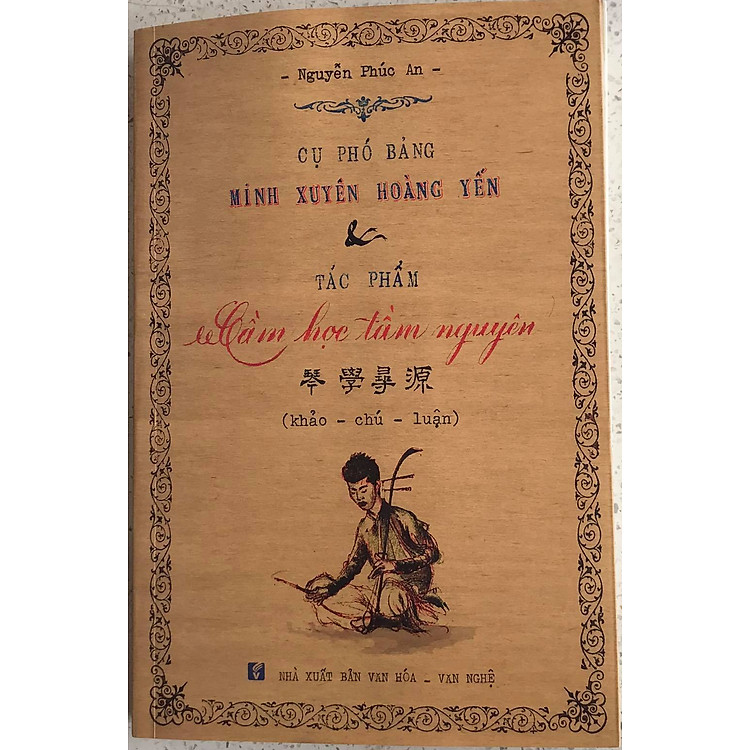 - Nguyễn Phúc An -
CỤ PHÓ BẢNG
MINH XUYÊN HOÀNG YẾN
&
TÁC PHẨM
"Cầm học tầm nguyên"
琴學尋源
(khảo - chú - luận)
NHÀ XUẤT BẢN VĂN HÓA - VĂN NGHỆ